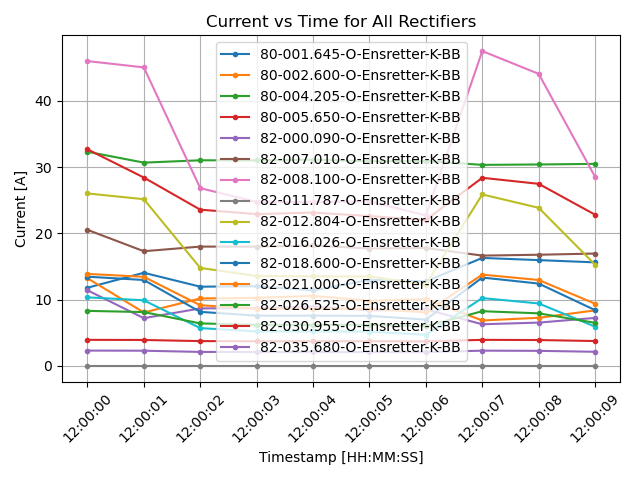 Current vs Time for All Rectifiers
80-001.645-O-Ensretter-K-BB
80-002.600-O-Ensretter-K-BB
80-004.205-O-Ensretter-K-BB
80-005.650-O-Ensretter-K-BB
82-000.090-O-Ensretter-K-BB
82-007.010-O-Ensretter-K-BB
82-008.100-O-Ensretter-K-BB
82-011.787-O-Ensretter-K-BB
82-012.804-O-Ensretter-K-BB
82-016.026-O-Ensretter-K-BB
82-018.600-O-Ensretter-K-BB
82-021.000-O-Ensretter-K-BB
82-026.525-O-Ensretter-K-BB
82-030.955-O-Ensretter-K-BB
82-035.680-O-Ensretter-K-BB
Current [A]
40
30
20
10
0
12:00:00
12:00:01
12:00:02
12:00:03
12:00:04
12:00:05
12:00:06
12:00:07
12:00:08
12:00:09
Timestamp [HH:MM:SS]